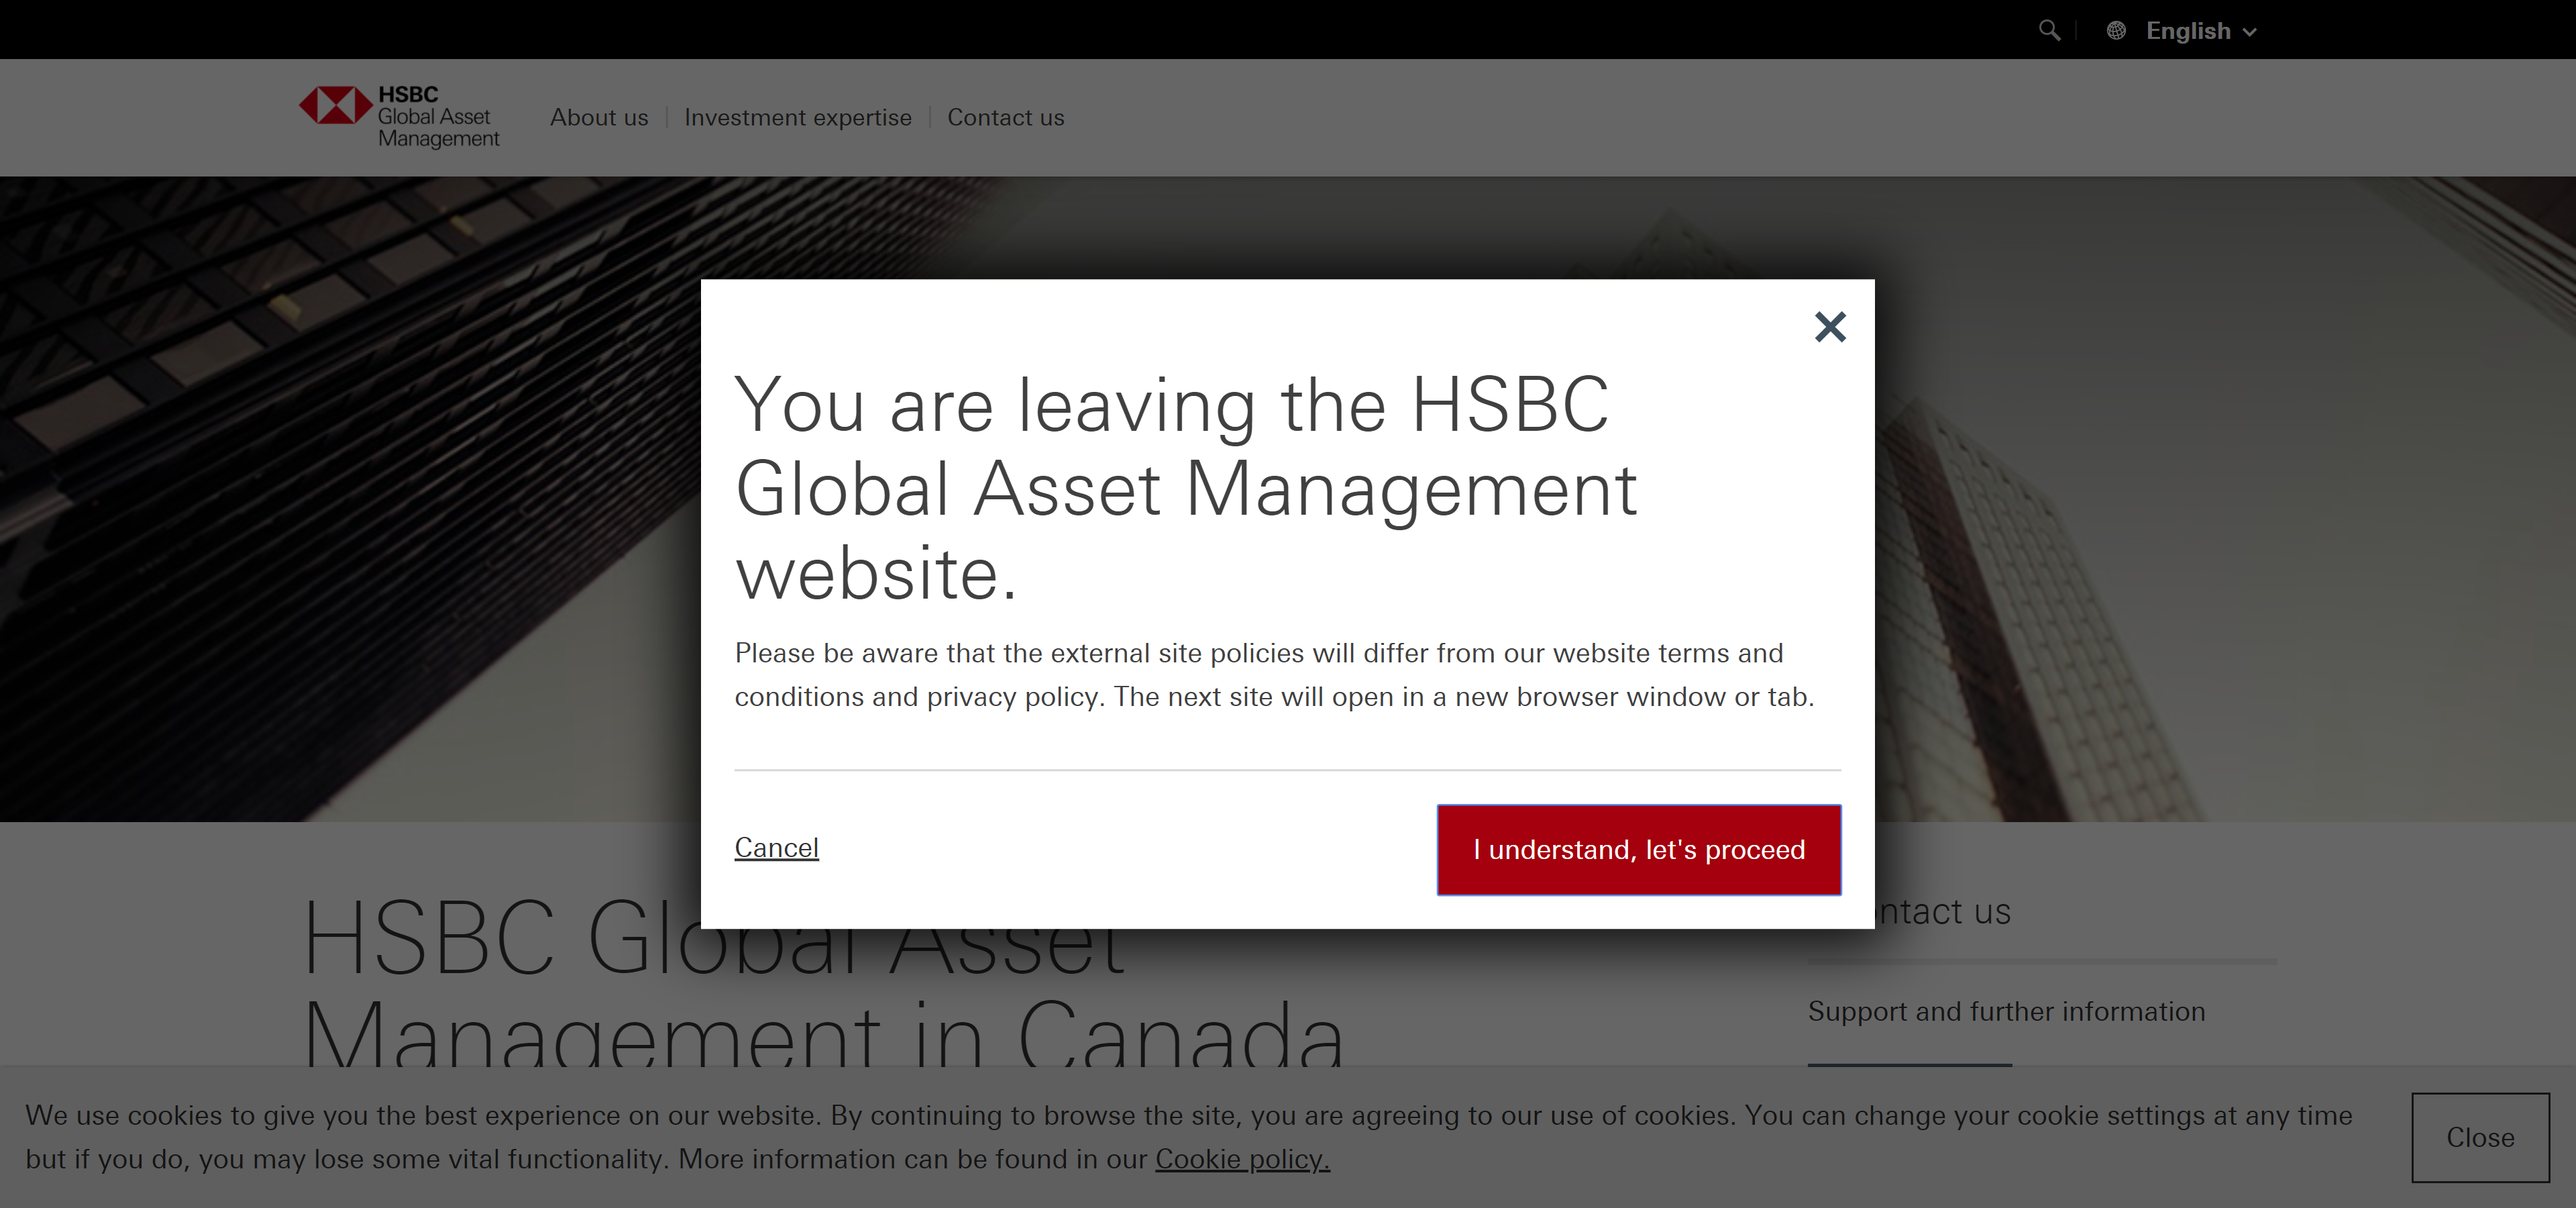 English
HSBC
Global Asset
Management
About us
Investment expertise
Contact us
You are leaving the HSBC
Global Asset Management
website.
Please be aware that the external site policies will differ from our website terms and
conditions and privacy policy. The next site will open in a new browser window or tab.
Cancel
I understand, let's proceed
HSBC Global Asset
Management in Canada
ntact us
Support and further information
We use cookies to give you the best experience on our website. By continuing to browse the site, you are agreeing to our use of cookies. You can change your cookie settings at any time
but if you do, you may lose some vital functionality. More information can be found in our Cookie policy.
Close